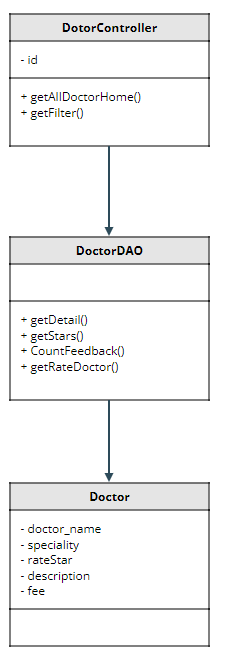 DotorController
- id
+ getAllDoctorHome()
+ getFilter()
DoctorDAO
+ getDetail()
+ getStars()
+ CountFeedback()
+ getRateDoctor()
Doctor
- doctor_name
- speciality
- rateStar
- description
- fee